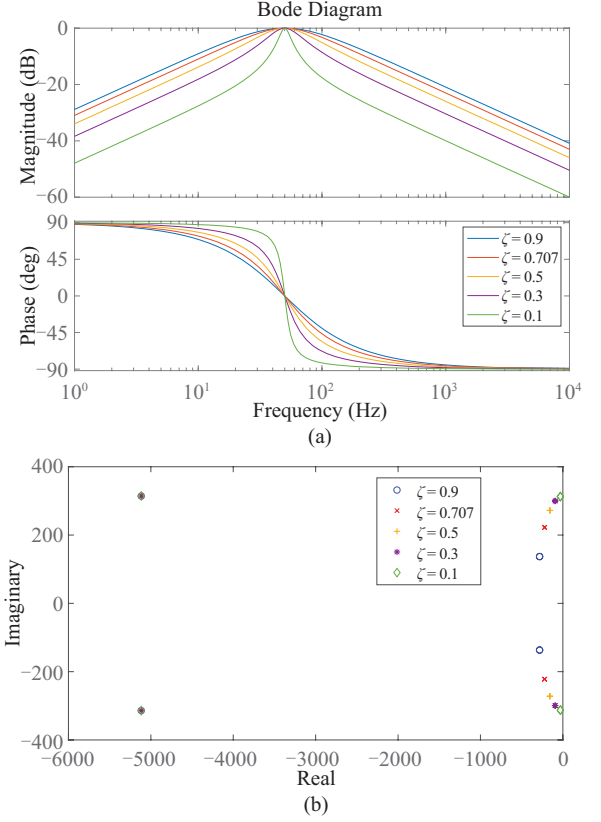 Bode Diagram
Magnitude (dB)
0
−20
−40
−60
Phase (deg)
90
45
0
−45
−90
ζ = 0.9
ζ = 0.707
ζ = 0.5
ζ = 0.3
ζ = 0.1
10^0 10^1 10^2 10^3 10^4
Frequency (Hz)
(a)
Imaginary
400
200
0
−200
−400
ζ = 0.9
ζ = 0.707
ζ = 0.5
ζ = 0.3
ζ = 0.1
−6000 −5000 −4000 −3000 −2000 −1000 0
Real
(b)